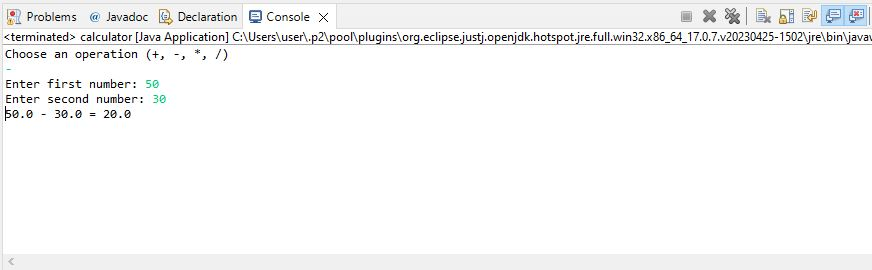 Problems @ Javadoc Declaration Console
<terminated> calculator [Java Application] C:\Users\user\.p2\pool\plugins\org.eclipse.justj.openjdk.hotspot.jre.full.win32.x86_64_17.0.7.v20230425-1502\jre\bin\javaw
Choose an operation (+, -, *, /)
-
Enter first number: 50
Enter second number: 30
50.0 - 30.0 = 20.0